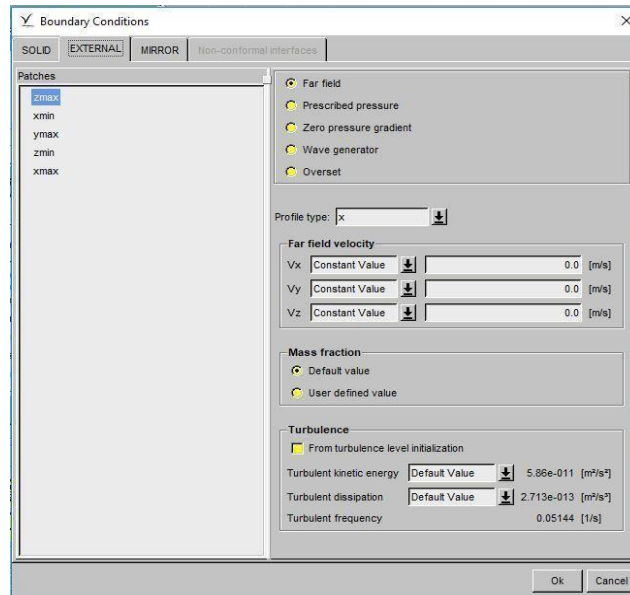 Boundary Conditions
SOLID EXTERNAL MIRROR Non-conformal interfaces
Patches
zmax
xmin
ymax
zmin
xmax
Far field
Prescribed pressure
Zero pressure gradient
Wave generator
Overset
Profile type: x
Far field velocity
Vx Constant Value 0.0 [m/s]
Vy Constant Value 0.0 [m/s]
Vz Constant Value 0.0 [m/s]
Mass fraction
Default value
User defined value
Turbulence
From turbulence level initialization
Turbulent kinetic energy Default Value 5.86e-011 [m²/s²]
Turbulent dissipation Default Value 2.713e-013 [m²/s³]
Turbulent frequency 0.05144 [1/s]
Ok Cancel